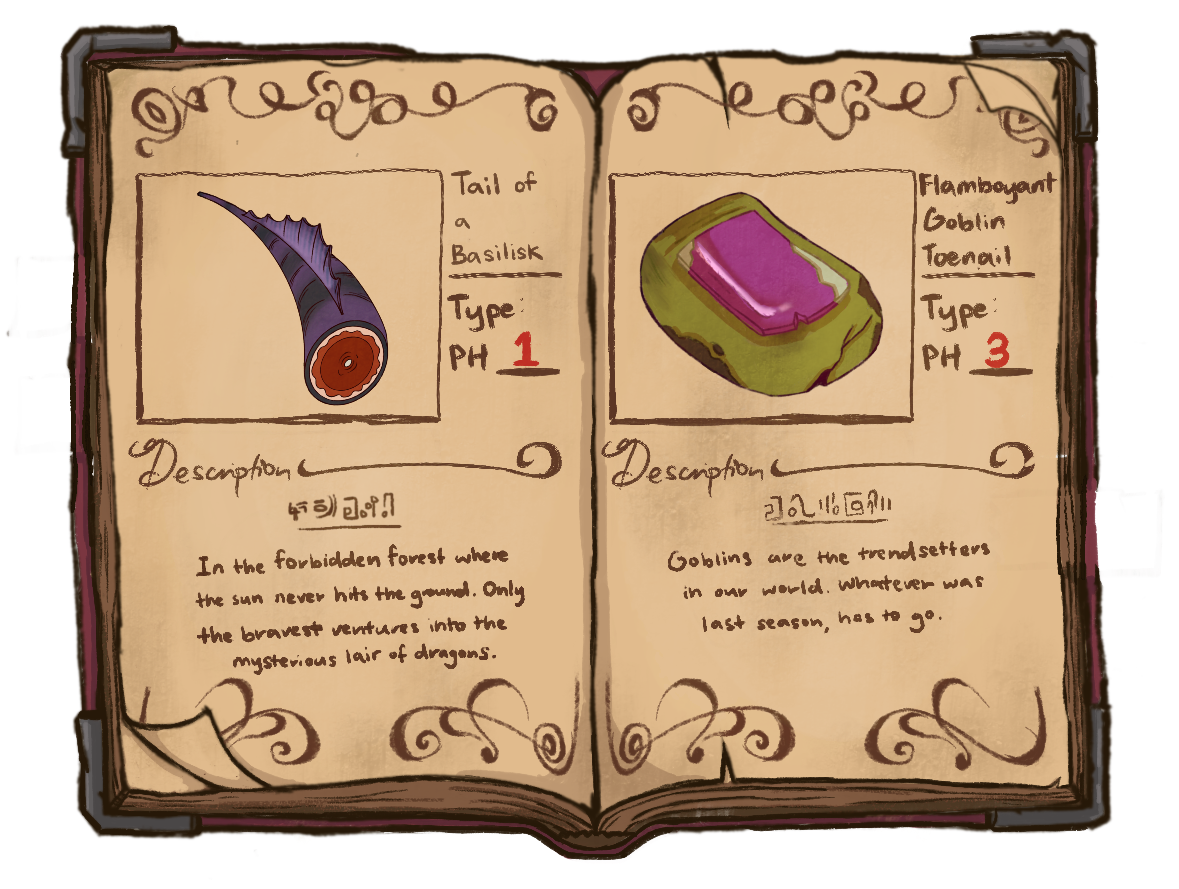 Tail of
a
Basilisk
Type:
PH 1
Description
In the forbidden forest where
the sun never hits the ground. Only
the bravest ventures into the
mysterious lair of dragons.
Flamboyant
Goblin
Toenail
Type:
PH 3
Description
Goblins are the trendsetters
in our world. Whatever was
last season, has to go.